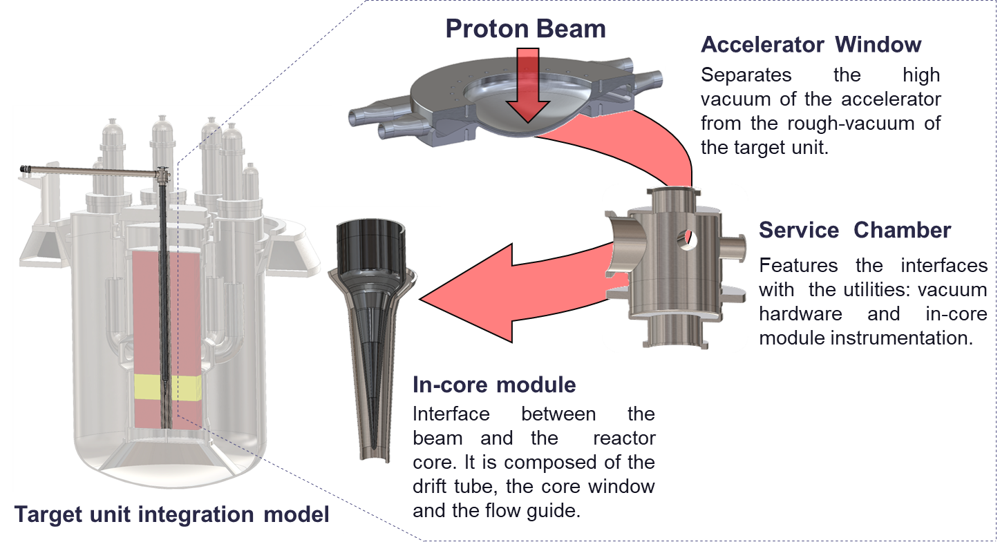 Proton Beam
Accelerator Window
Separates the high
vacuum of the accelerator
from the rough-vacuum of
the target unit.
Service Chamber
Features the interfaces
with the utilities: vacuum
hardware and in-core
module instrumentation.
In-core module
Interface between the
beam and the reactor
core. It is composed of the
drift tube, the core window
and the flow guide.
Target unit integration model